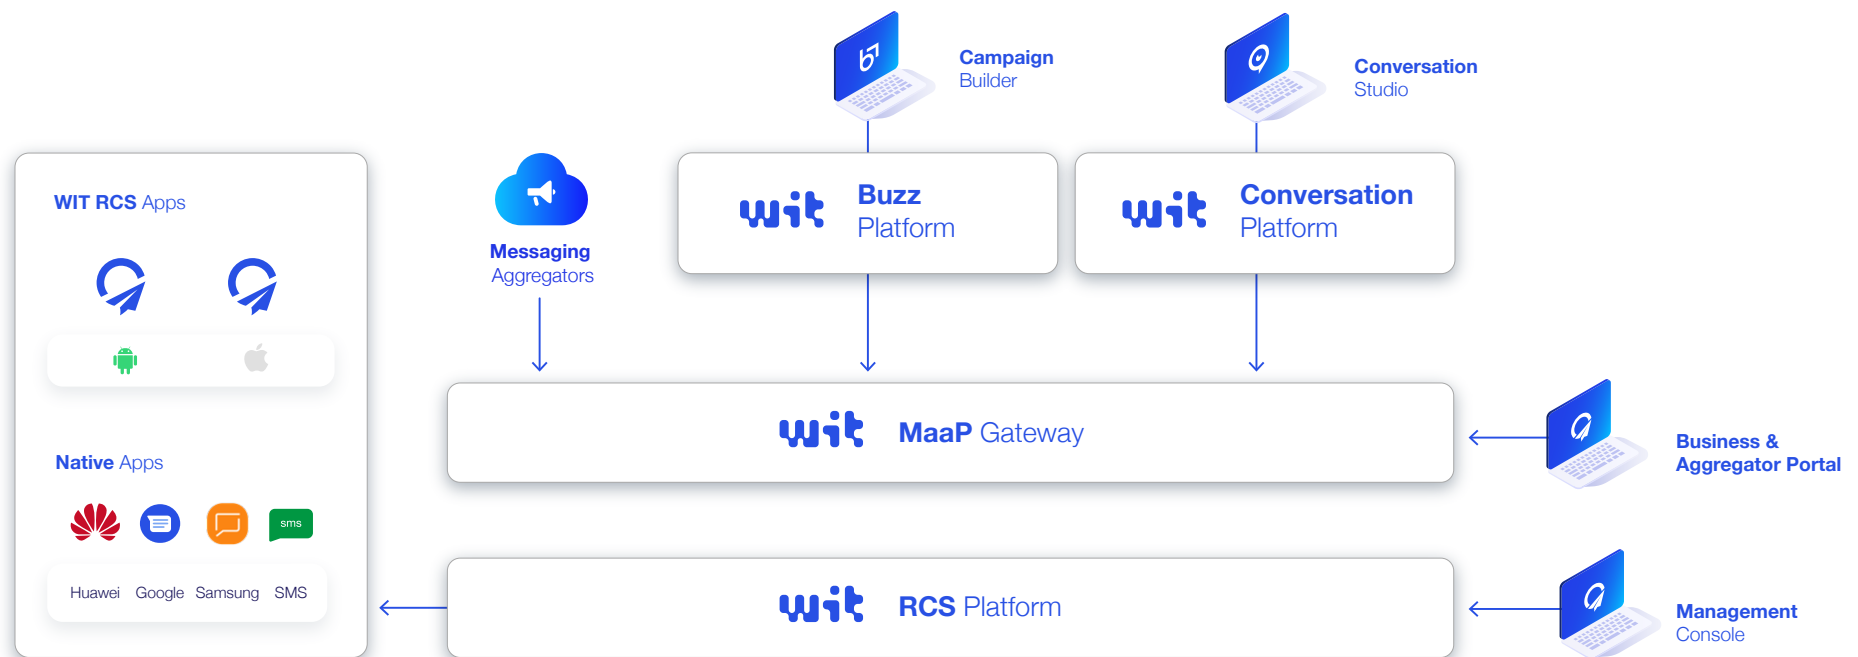 Campaign
Builder
Conversation
Studio
WIT RCS Apps
Messaging
Aggregators
wit Buzz
Platform
wit Conversation
Platform
wit MaaP Gateway
Business &
Aggregator Portal
Native Apps
sms
Huawei Google Samsung SMS
wit RCS Platform
Management
Console